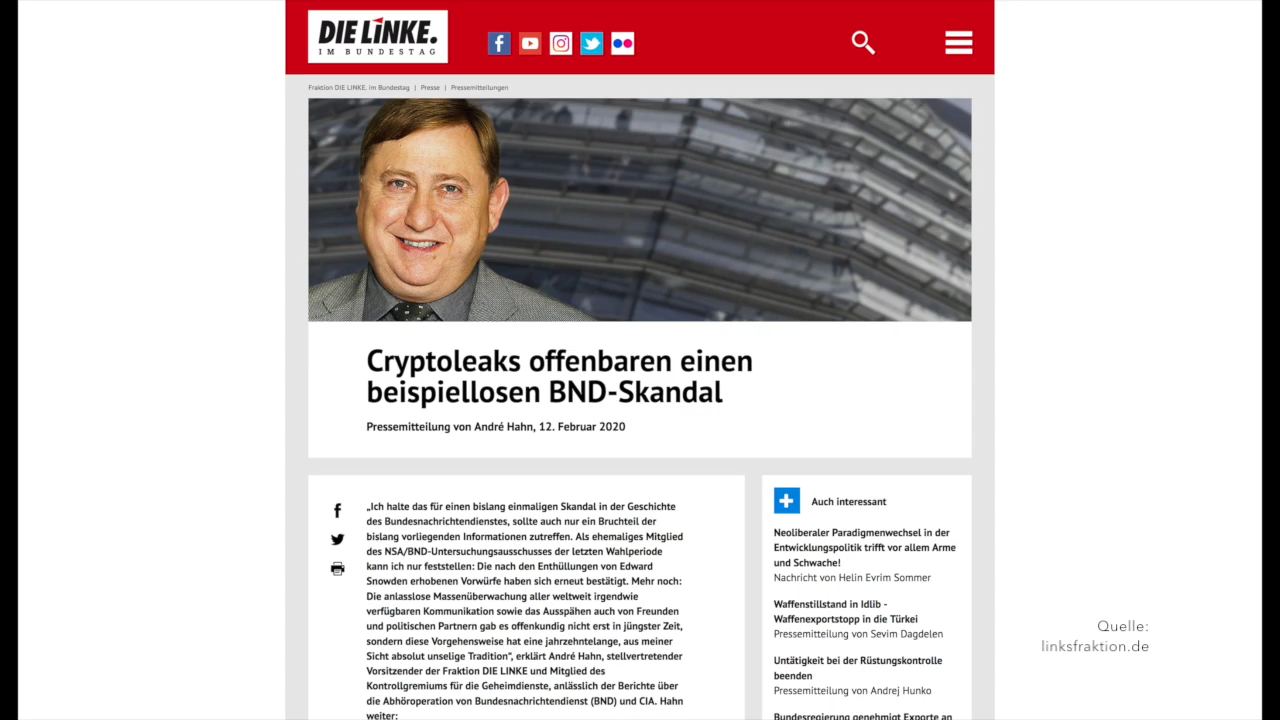 DIE LINKE.
IM BUNDESTAG
Fraktion DIE LINKE. im Bundestag | Presse | Pressemitteilungen
Cryptoleaks offenbaren einen
beispiellosen BND-Skandal
Pressemitteilung von André Hahn, 12. Februar 2020
„Ich halte das für einen bislang einmaligen Skandal in der Geschichte
des Bundesnachrichtendienstes, sollte auch nur ein Bruchteil der
bislang vorliegenden Informationen zutreffen. Als ehemaliges Mitglied
des NSA/BND-Untersuchungsausschusses der letzten Wahlperiode
kann ich nur feststellen: Die nach den Enthüllungen von Edward
Snowden erhobenen Vorwürfe haben sich erneut bestätigt. Mehr noch:
Die anlasslose Massenüberwachung aller weltweit irgendwie
verfügbaren Kommunikation sowie das Ausspähen auch von Freunden
und politischen Partnern gab es offenkundig nicht erst in jüngster Zeit,
sondern diese Vorgehensweise hat eine jahrzehntelange, aus meiner
Sicht absolut unselige Tradition“, erklärt André Hahn, stellvertretender
Vorsitzender der Fraktion DIE LINKE und Mitglied des
Kontrollgremiums für die Geheimdienste, anlässlich der Berichte über
die Abhöroperation von Bundesnachrichtendienst (BND) und CIA. Hahn
weiter:
Auch interessant
Neoliberaler Paradigmenwechsel in der
Entwicklungspolitik trifft vor allem Arme
und Schwache!
Nachricht von Helin Evrim Sommer
Waffenstillstand in Idlib -
Waffenexportstopp in die Türkei
Pressemitteilung von Sevim Dagdelen
Untätigkeit bei der Rüstungskontrolle
beenden
Pressemitteilung von Andrej Hunko
Bundesregierung genehmigt Exporte an
Quelle:
linksfraktion.de